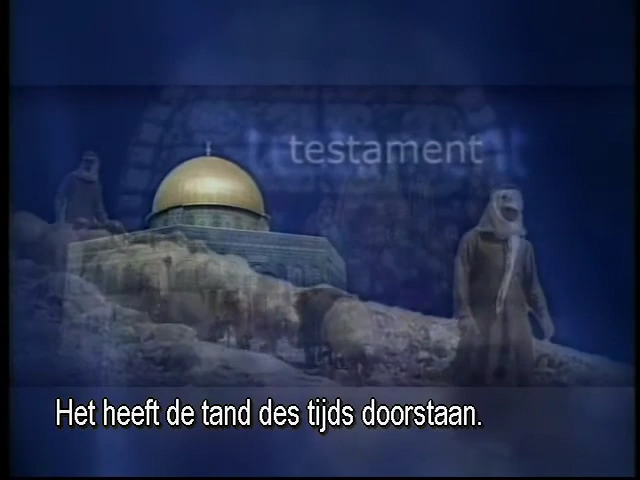 testament
Het heeft de tand des tijds doorstaan.